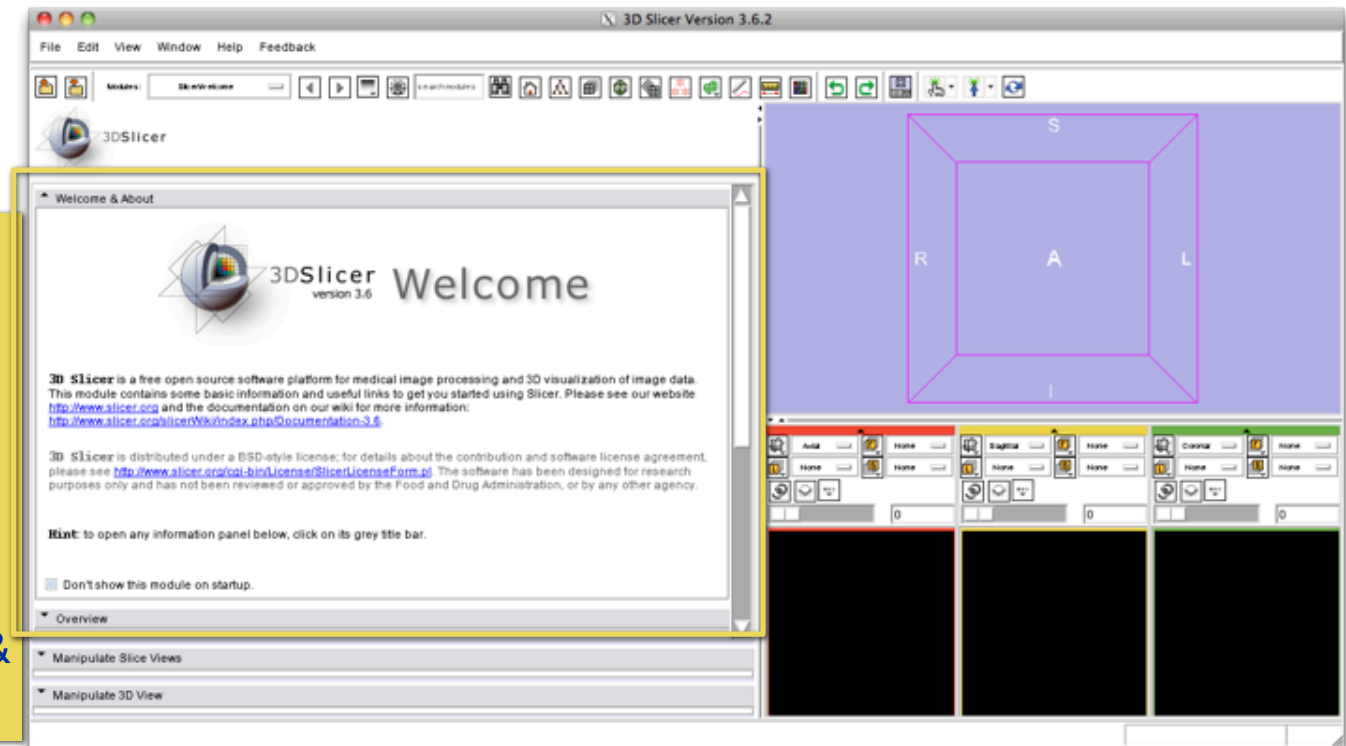 3D Slicer Version 3.6.2
File Edit View Window Help Feedback
Modules: SlicerWelcome search modules
3DSlicer
Welcome & About
3DSlicer
version 3.6
Welcome
3D Slicer is a free open source software platform for medical image processing and 3D visualization of image data.
This module contains some basic information and useful links to get you started using Slicer. Please see our website
http://www.slicer.org and the documentation on our wiki for more information:
http://www.slicer.org/slicerWiki/index.php/Documentation-3.6.
3D Slicer is distributed under a BSD-style license; for details about the contribution and software license agreement,
please see http://www.slicer.org/cgi-bin/License/SlicerLicenseForm.pl. The software has been designed for research
purposes only and has not been reviewed or approved by the Food and Drug Administration, or by any other agency.
Hint: to open any information panel below, click on its grey title bar.
Don't show this module on startup.
Overview
&
Manipulate Slice Views
Manipulate 3D View
S
R A L
I
Axial None Sagittal None Coronal None
None None None None None None
0 0 0